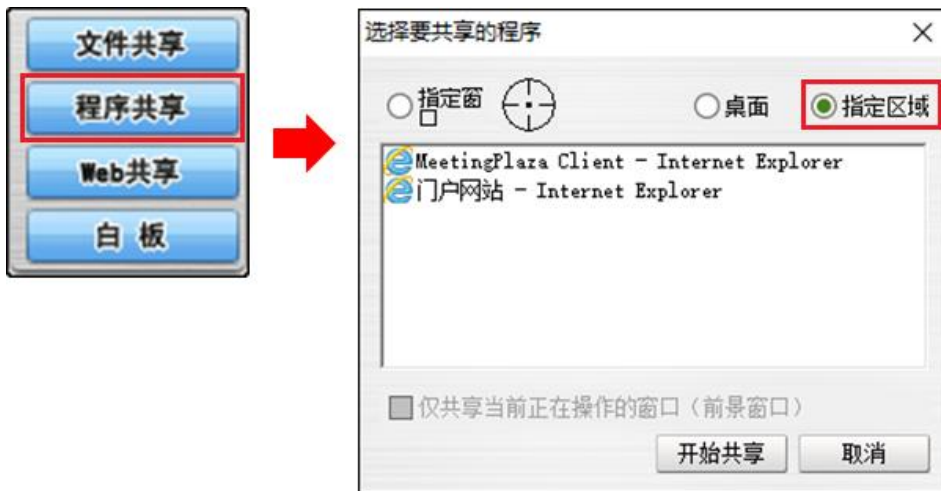 文件共享
程序共享
Web共享
白 板
选择要共享的程序
指定窗
口
桌面
指定区域
MeetingPlaza Client - Internet Explorer
门户网站 - Internet Explorer
仅共享当前正在操作的窗口（前景窗口）
开始共享
取消